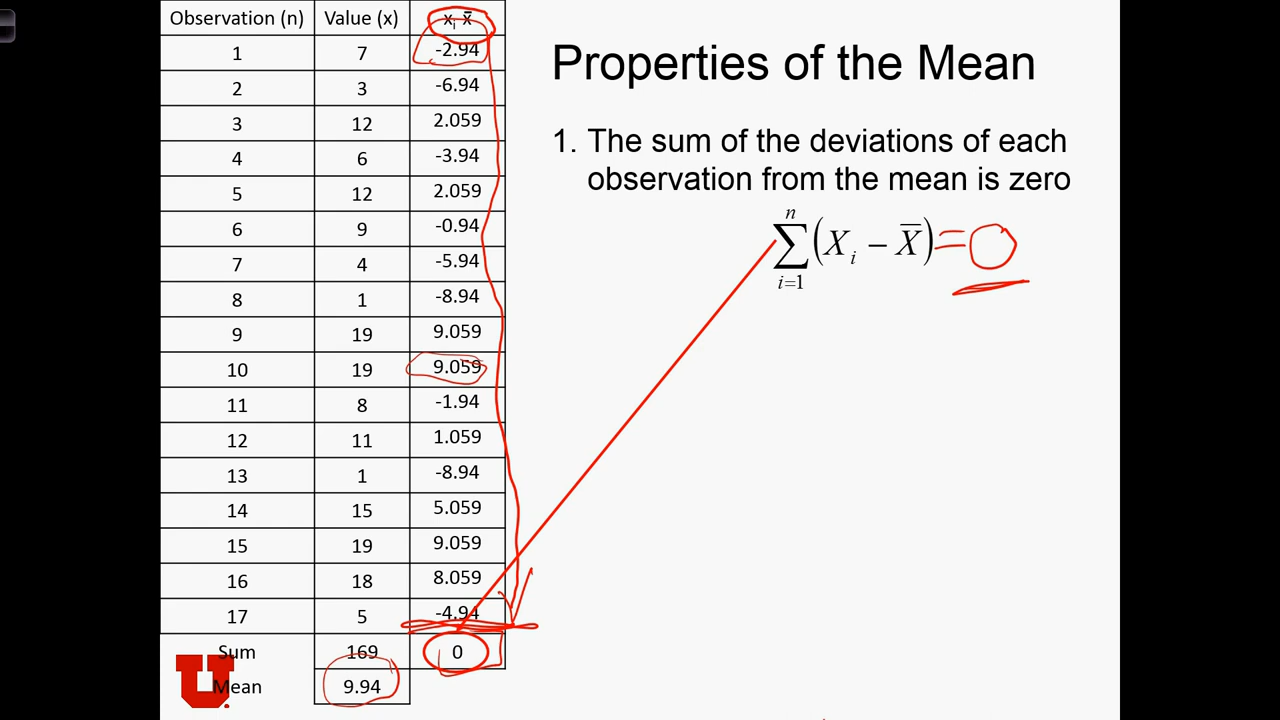 Observation (n) Value (x) xᵢ x̄
1 7 -2.94
2 3 -6.94
3 12 2.059
4 6 -3.94
5 12 2.059
6 9 -0.94
7 4 -5.94
8 1 -8.94
9 19 9.059
10 19 9.059
11 8 -1.94
12 11 1.059
13 1 -8.94
14 15 5.059
15 19 9.059
16 18 8.059
17 5 -4.94
Sum 169 0
Mean 9.94
U
Properties of the Mean
1. The sum of the deviations of each
observation from the mean is zero
n
∑(Xᵢ − X̄)=0
i=1